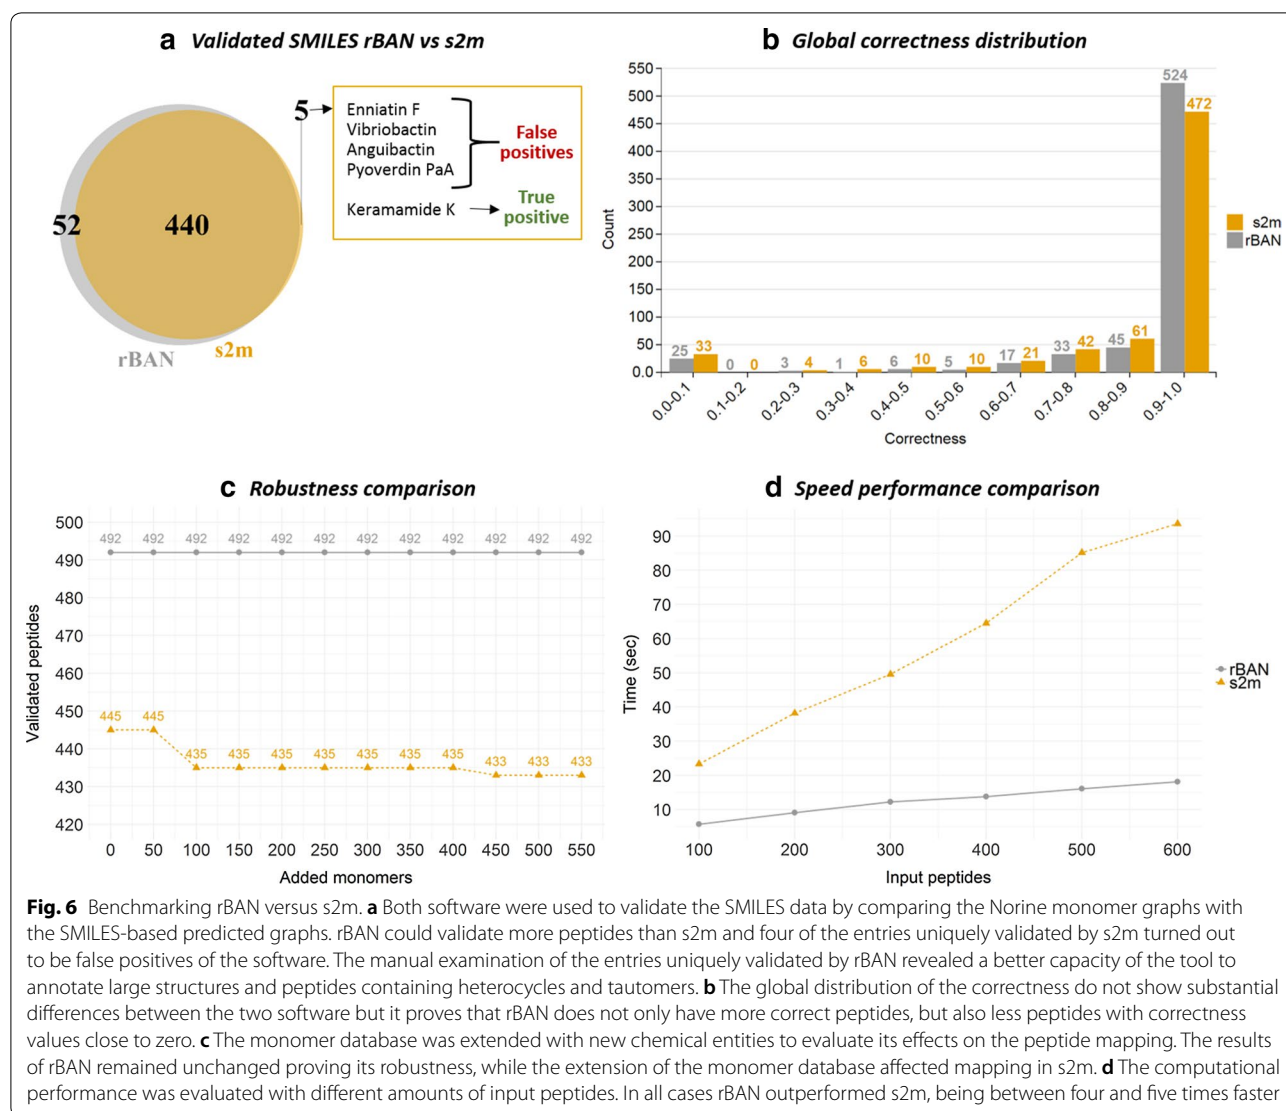 a Validated SMILES rBAN vs s2m
5
Enniatin F
Vibriobactin
Anguibactin
Pyoverdin PaA
False
positives
Keramamide K
True
positive
52
440
rBAN
s2m
b Global correctness distribution
550
500
450
400
350
300
250
200
150
100
50
0.0
Count
25 33 0 0 3 4 1 6 6 10 5 10 17 21 33 42 45 61 524 472
0.0-0.1 0.1-0.2 0.2-0.3 0.3-0.4 0.4-0.5 0.5-0.6 0.6-0.7 0.7-0.8 0.8-0.9 0.9-1.0
Correctness
s2m
rBAN
c Robustness comparison
500
490
480
470
460
450
440
430
420
Validated peptides
492 492 492 492 492 492 492 492 492 492 492 492
445 445 435 435 435 435 435 435 435 433 433 433
0 50 100 150 200 250 300 350 400 450 500 550
Added monomers
d Speed performance comparison
90
80
70
60
50
40
30
20
10
Time (sec)
100 200 300 400 500 600
Input peptides
rBAN
s2m
Fig. 6 Benchmarking rBAN versus s2m. a Both software were used to validate the SMILES data by comparing the Norine monomer graphs with
the SMILES-based predicted graphs. rBAN could validate more peptides than s2m and four of the entries uniquely validated by s2m turned out
to be false positives of the software. The manual examination of the entries uniquely validated by rBAN revealed a better capacity of the tool to
annotate large structures and peptides containing heterocycles and tautomers. b The global distribution of the correctness do not show substantial
differences between the two software but it proves that rBAN does not only have more correct peptides, but also less peptides with correctness
values close to zero. c The monomer database was extended with new chemical entities to evaluate its effects on the peptide mapping. The results
of rBAN remained unchanged proving its robustness, while the extension of the monomer database affected mapping in s2m. d The computational
performance was evaluated with different amounts of input peptides. In all cases rBAN outperformed s2m, being between four and five times faster